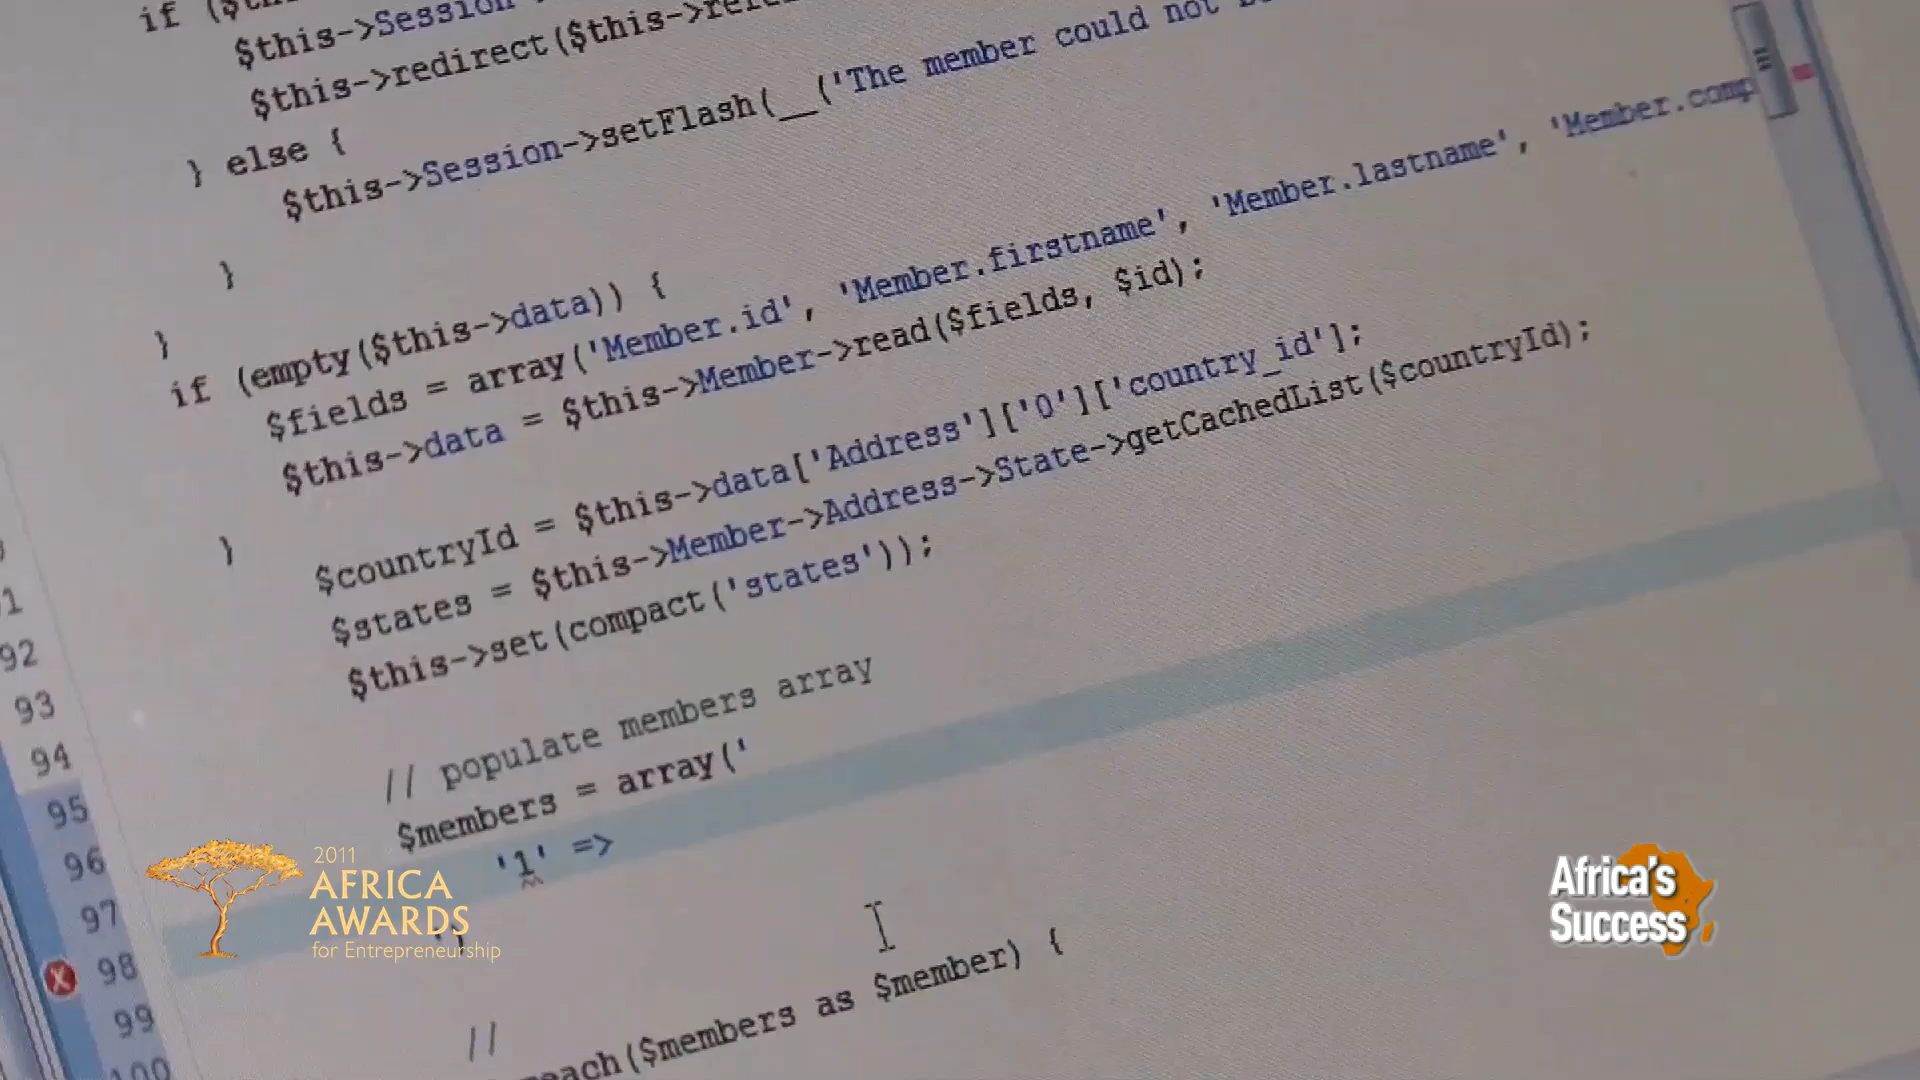 if (
$this->Session
$this->redirect($this->refe
} else {
$this->Session->setFlash(__('The member could not
}
}
if (empty($this->data)) {
$fields = array('Member.id', 'Member.firstname', 'Member.lastname', 'Member.comp
$this->data = $this->Member->read($fields, $id);
}
$countryId = $this->data['Address']['0']['country_id'];
$states = $this->Member->Address->State->getCachedList($countryId);
$this->set(compact('states'));
// populate members array
$members = array('
'1' =>
')
//
each($members as $member) {
92
93
94
95
96
97
98
99
100
2011
AFRICA
AWARDS
for Entrepreneurship
Africa's
Success